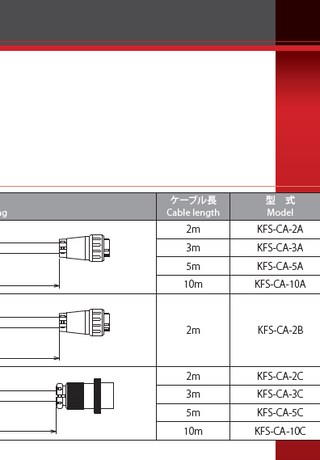 ng
ケーブル長 型　式
Cable length Model
2m KFS-CA-2A
3m KFS-CA-3A
5m KFS-CA-5A
10m KFS-CA-10A
2m KFS-CA-2B
2m KFS-CA-2C
3m KFS-CA-3C
5m KFS-CA-5C
10m KFS-CA-10C